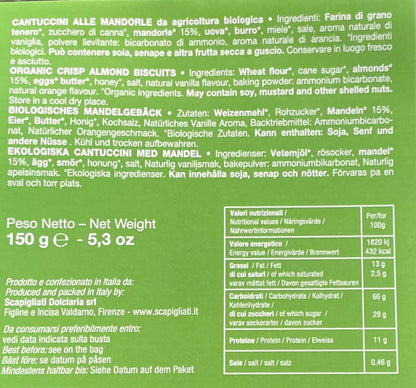 CANTUCCINI ALLE MANDORLE da agricoltura biologica • Ingredienti: Farina di grano
tenero*, zucchero di canna*, mandorle* 15%, uova*, burro*, miele*, sale, aroma naturale di
vaniglia, polvere lievitante: bicarbonato di ammonio, aroma naturale di arancia. *Ingredienti
biologici. Può contenere soia, senape e altra frutta secca a guscio. Conservare in luogo fresco
e asciutto.
ORGANIC CRISP ALMOND BISCUITS • Ingredients: Wheat flour*, cane sugar*, almonds*
15%, eggs* butter*, honey*, salt, natural vanilla flavour, baking powder: ammonium bicarbonate,
natural orange flavour. *Organic ingredients. May contain soy, mustard and other shelled nuts.
Store in a cool dry place.
BIOLOGISCHES MANDELGEBÄCK • Zutaten: Weizenmehl*, Rohzucker*, Mandeln* 15%,
Eier*, Butter*, Honig*, Kochsalz, Natürliches Vanille Aroma, Backtriebmittel: Ammoniumbicarbo-
nat, Natürlicher Orangengeschmack. *Biologische Zutaten. Kann enthalten: Soja, Senf und
andere Nüsse . Kühl und trocken aufbewahren.
EKOLOGISKA CANTUCCINI MED MANDEL • Ingredienser: Vetemjöl*, rösocker, mandel*
15%, ägg*, smör*, honung*, salt, Naturlig vaniljsmak, bakpulver: ammoniumbikarbonat, Naturlig
apelsinsmak. *Ekologiska ingredienser. Kan innehålla soja, senap och nötter. Förvaras pa en
sval och torr plats.
Peso Netto – Net Weight
150 g ℮ - 5,3 oz
Prodotto e confezionato in Italia da:
Produced and packed in Italy by:
Scapigliati Dolciaria srl
Figline e Incisa Valdarno, Firenze - www.scapigliati.it
Da consumarsi preferibilmente entro:
vedi data indicata sulla busta
Best before: see on the bag
Bäst före: se datum på påsen
Mindestens haltbar bis: Siehe Datum auf dem Paket
Valori nutrizionali /
Nutritional values / Näringsvärde /
Nahrwertinformationen
Per/for
100g
Valore energetico / 1820 kj
Energy value / Energivärde / Brennwert 432 kcal
Grassi / Fat / Fett 13 g
di cui saturi / of which saturated 2,5 g
varav mättat fett / Davon gesattigte Fettsauren
Carboidrati / Carbohydrate / Kolhydrat / 66 g
Kohlenhydrate /
di cui zuccheri / of which sugar / 29 g
varav sockerarter / davon zucker
Proteine / Protein / Protein / Eiweiss 11 g
Sale / salt / salt / salz 0,46 g